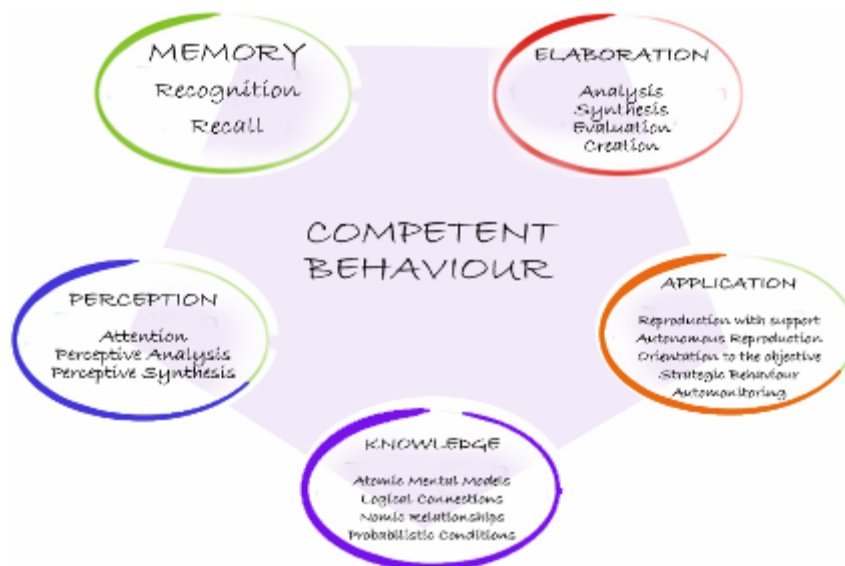 MEMORY
Recognition
Recall
ELABORATION
Analysis
Synthesis
Evaluation
Creation
COMPETENT
BEHAVIOUR
PERCEPTION
Attention
Perceptive Analysis
Perceptive Synthesis
APPLICATION
Reproduction with support
Autonomous Reproduction
Orientation to the objective
Strategic Behaviour
Automonitoring
KNOWLEDGE
Atomic Mental Models
Logical Connections
Nomic Relationships
Probabilistic Conditions